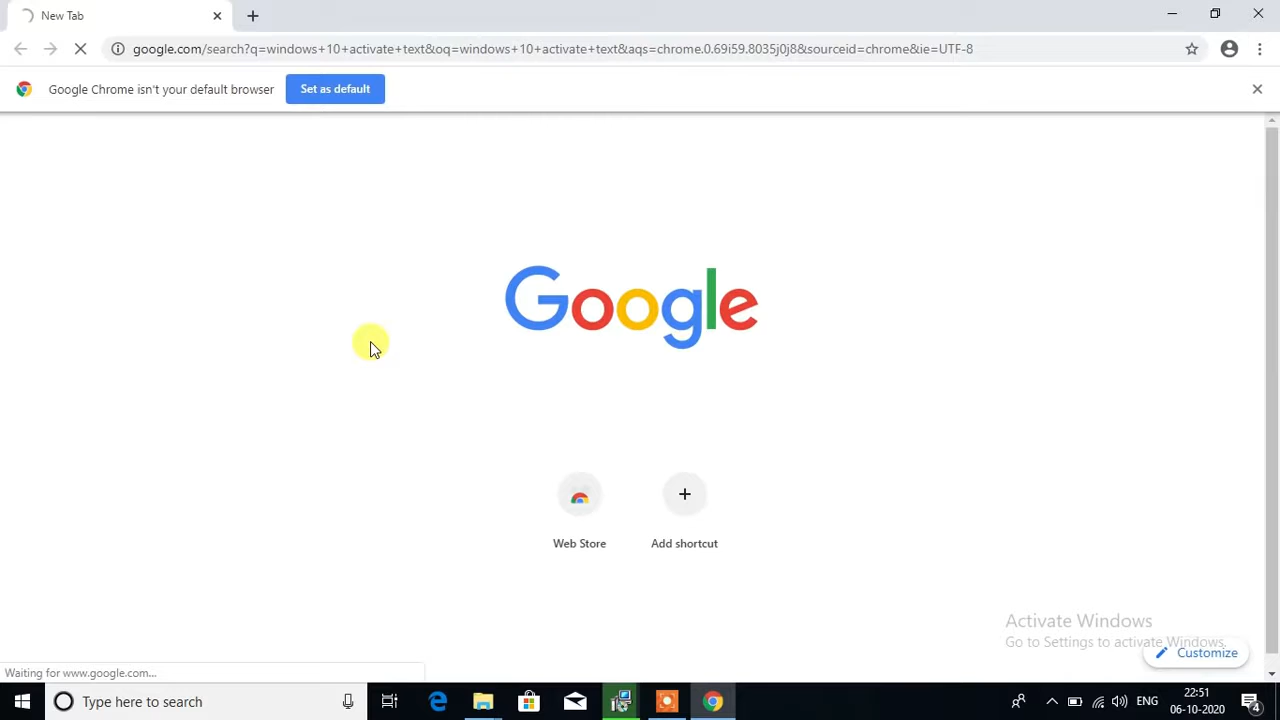 New Tab
google.com/search?q=windows+10+activate+text&oq=windows+10+activate+text&aqs=chrome.0.69i59.8035j0j8&sourceid=chrome&ie=UTF-8
Google Chrome isn't your default browser
Set as default
Google
Web Store
Add shortcut
Activate Windows
Go to Settings to activate Windows.
Customize
Waiting for www.google.com...
Type here to search
ENG
22:51
06-10-2020
4